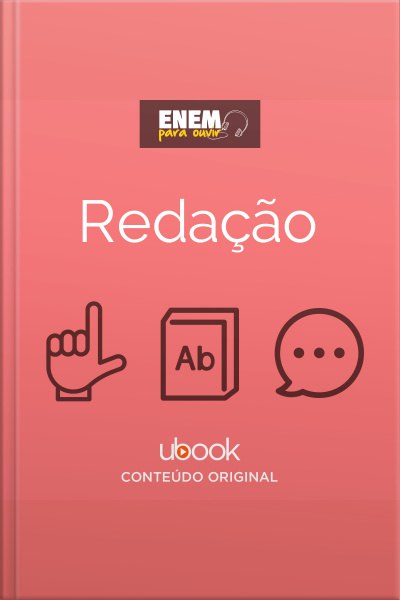 ENEM
para ouvir
Redação
Ab
ubook
CONTEÚDO ORIGINAL